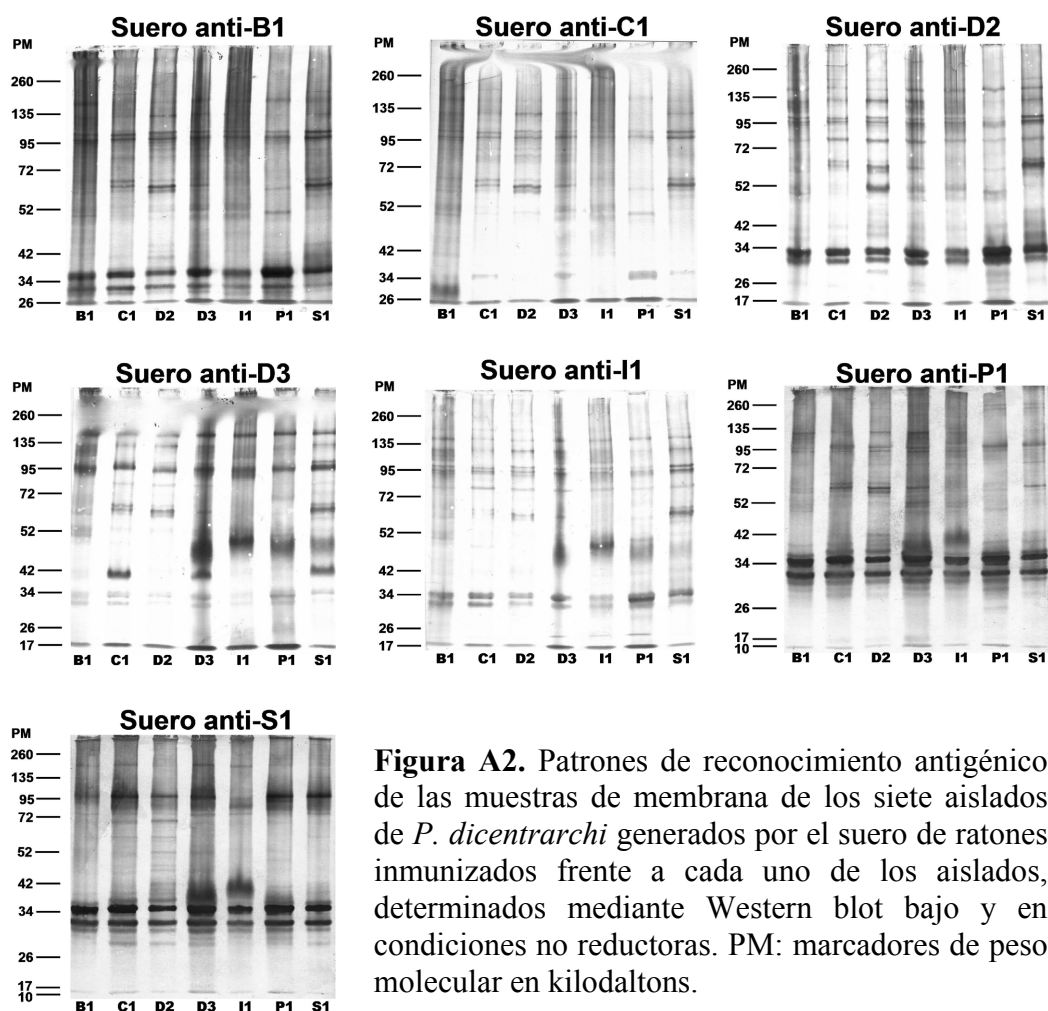 Suero anti-B1
PM
260
135
95
72
52
42
34
26
B1 C1 D2 D3 I1 P1 S1
Suero anti-C1
PM
260
135
95
72
52
42
34
26
B1 C1 D2 D3 I1 P1 S1
Suero anti-D2
PM
260
135
95
72
52
42
34
26
17
B1 C1 D2 D3 I1 P1 S1
Suero anti-D3
PM
260
135
95
72
52
42
34
26
17
B1 C1 D2 D3 I1 P1 S1
Suero anti-I1
PM
260
135
95
72
52
42
34
26
17
B1 C1 D2 D3 I1 P1 S1
Suero anti-P1
PM
260
135
95
72
52
42
34
26
17
10
B1 C1 D2 D3 I1 P1 S1
Suero anti-S1
PM
260
135
95
72
52
42
34
26
17
10
B1 C1 D2 D3 I1 P1 S1
Figura A2. Patrones de reconocimiento antigénico
de las muestras de membrana de los siete aislados
de P. dicentrarchi generados por el suero de ratones
inmunizados frente a cada uno de los aislados,
determinados mediante Western blot bajo y en
condiciones no reductoras. PM: marcadores de peso
molecular en kilodaltons.